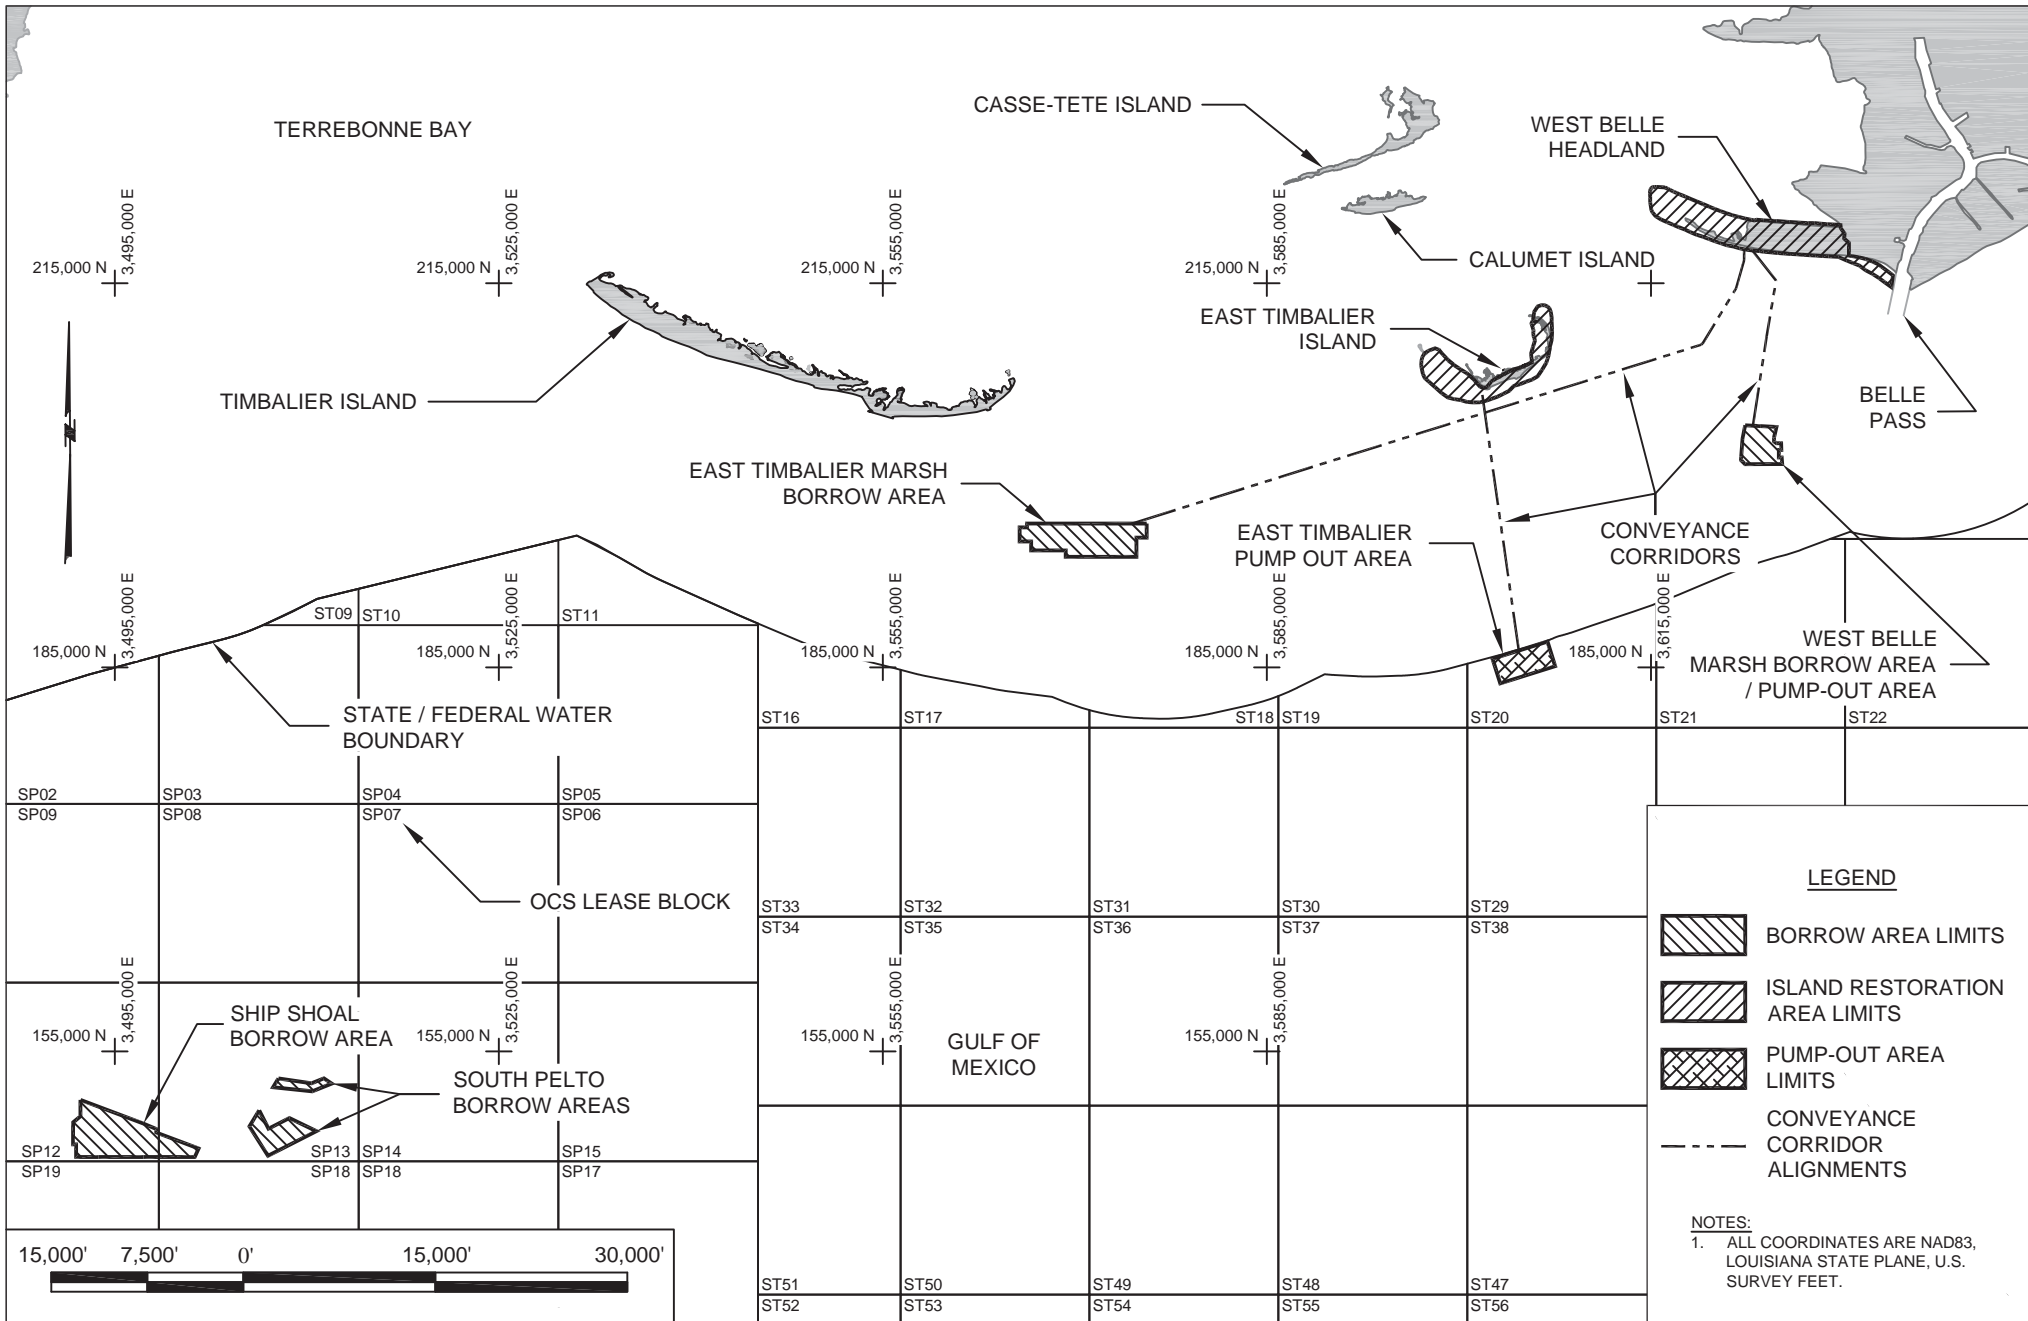 TERREBONNE BAY
CASSE-TETE ISLAND
WEST BELLE
HEADLAND
CALUMET ISLAND
215,000 N
3,495,000 E
215,000 N
3,525,000 E
215,000 N
3,555,000 E
215,000 N
3,585,000 E
EAST TIMBALIER
ISLAND
TIMBALIER ISLAND
BELLE
PASS
EAST TIMBALIER MARSH
BORROW AREA
EAST TIMBALIER
PUMP OUT AREA
CONVEYANCE
CORRIDORS
WEST BELLE
MARSH BORROW AREA
/ PUMP-OUT AREA
185,000 N
3,495,000 E
185,000 N
3,525,000 E
185,000 N
3,555,000 E
185,000 N
3,585,000 E
185,000 N
3,615,000 E
ST09
ST10
ST11
STATE / FEDERAL WATER
BOUNDARY
ST16
ST17
ST18
ST19
ST20
ST21
ST22
SP02
SP03
SP04
SP05
SP09
SP08
SP07
SP06
OCS LEASE BLOCK
ST33
ST32
ST31
ST30
ST29
ST34
ST35
ST36
ST37
ST38
155,000 N
3,495,000 E
155,000 N
3,525,000 E
155,000 N
3,555,000 E
155,000 N
3,585,000 E
SHIP SHOAL
BORROW AREA
SOUTH PELTO
BORROW AREAS
GULF OF
MEXICO
SP12
SP13
SP14
SP15
SP19
SP18
SP18
SP17
15,000'
7,500'
0'
15,000'
30,000'
ST51
ST50
ST49
ST48
ST47
ST52
ST53
ST54
ST55
ST56
LEGEND
BORROW AREA LIMITS
ISLAND RESTORATION
AREA LIMITS
PUMP-OUT AREA
LIMITS
CONVEYANCE
CORRIDOR
ALIGNMENTS
NOTES:
1. ALL COORDINATES ARE NAD83,
LOUISIANA STATE PLANE, U.S.
SURVEY FEET.